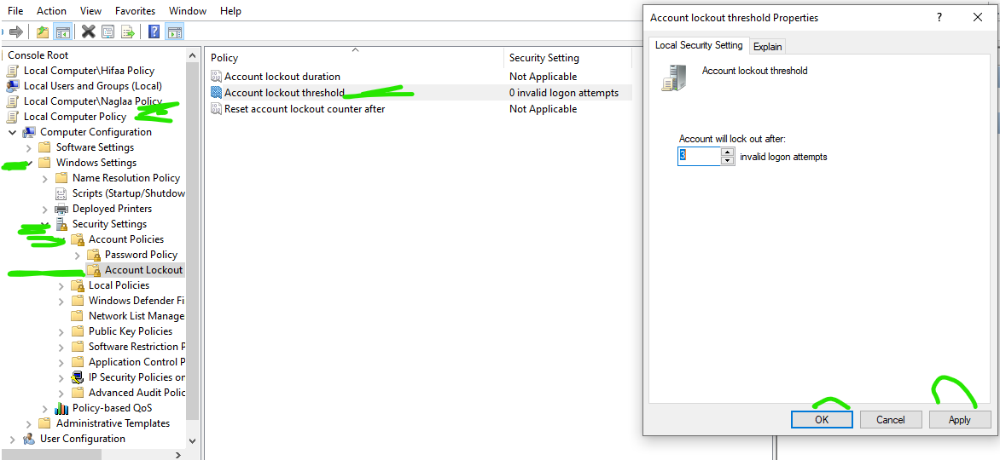 File Action View Favorites Window Help
Console Root
Local Computer\Hifaa Policy
Local Users and Groups (Local)
Local Computer\Naglaa Policy
Local Computer Policy
Computer Configuration
Software Settings
Windows Settings
Name Resolution Policy
Scripts (Startup/Shutdow
Deployed Printers
Security Settings
Account Policies
Password Policy
Account Lockout
Local Policies
Windows Defender Fi
Network List Manage
Public Key Policies
Software Restriction P
Application Control P
IP Security Policies on
Advanced Audit Polic
Policy-based QoS
Administrative Templates
User Configuration
Policy Security Setting
Account lockout duration Not Applicable
Account lockout threshold 0 invalid logon attempts
Reset account lockout counter after Not Applicable
Account lockout threshold Properties
Local Security Setting Explain
Account lockout threshold
Account will lock out after:
3 invalid logon attempts
OK Cancel Apply